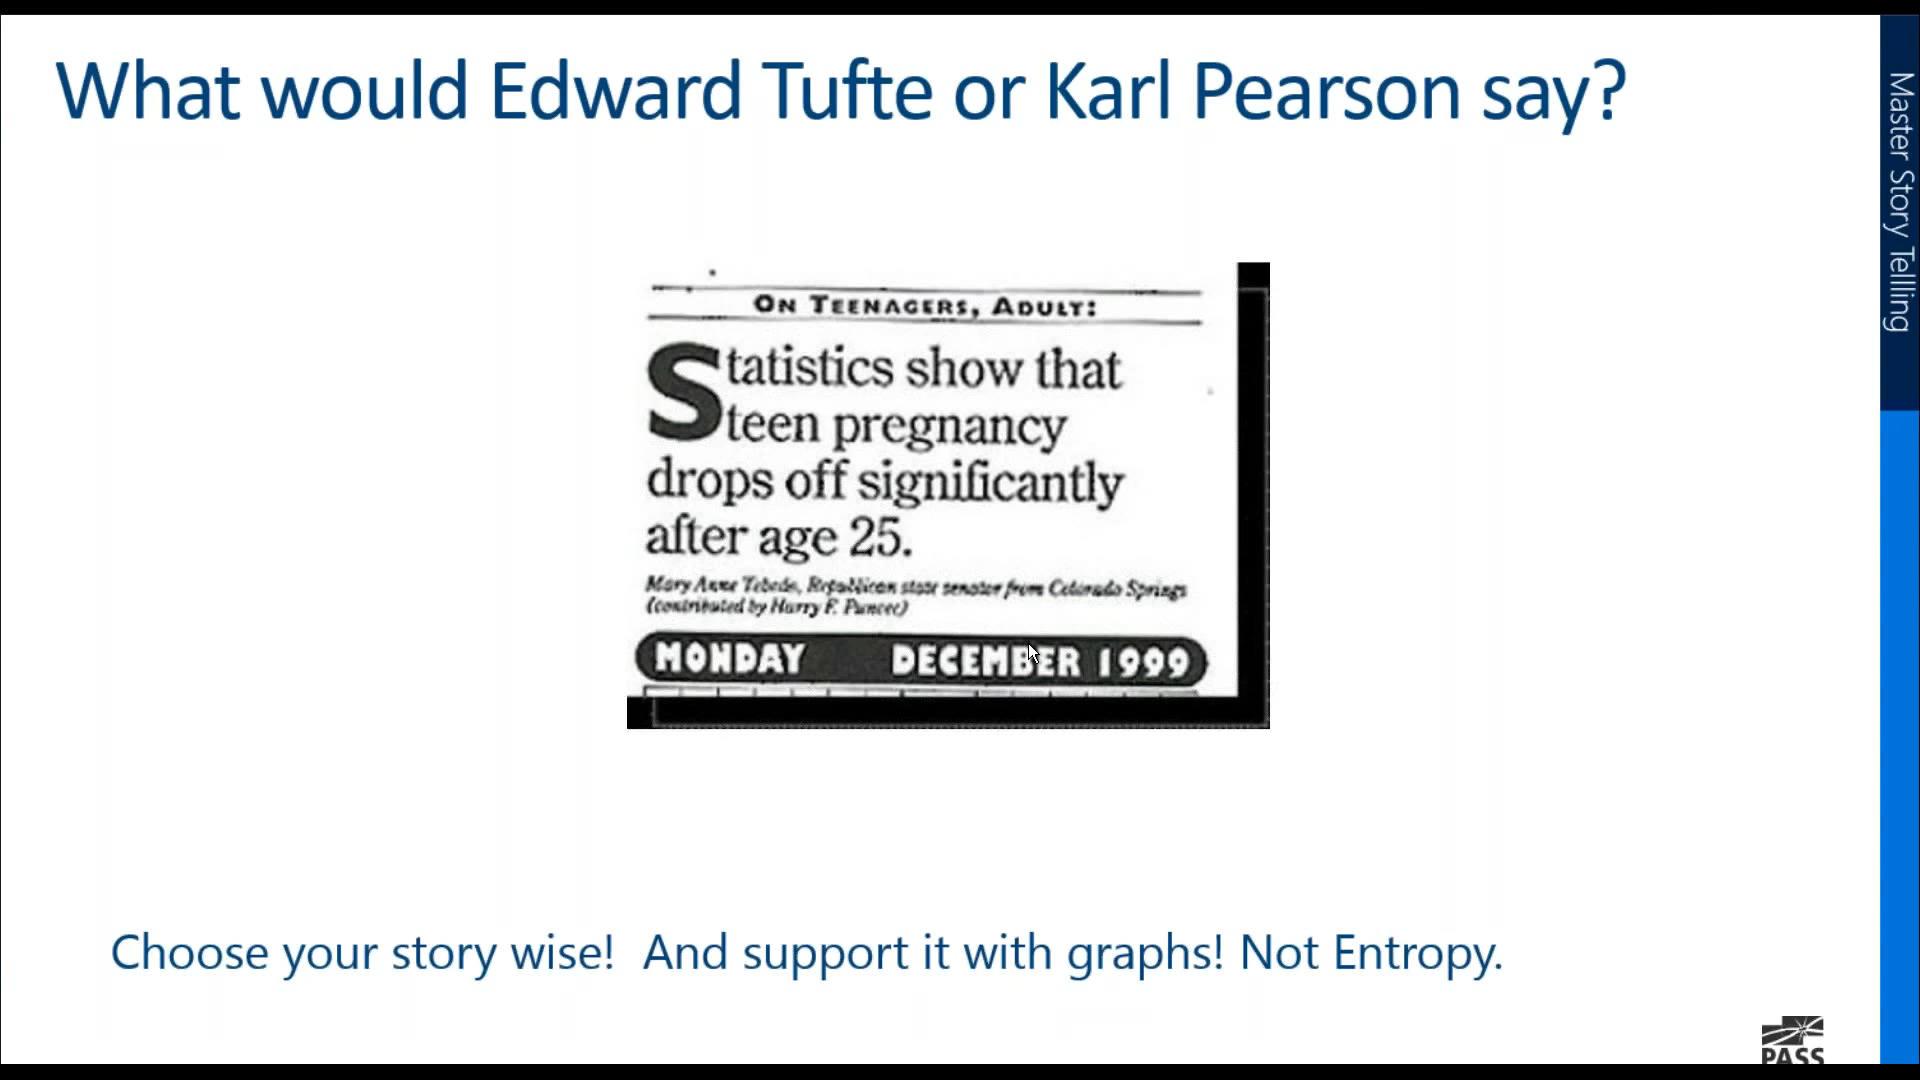 What would Edward Tufte or Karl Pearson say?
Master Story Telling
ON TEENAGERS, ADULT:
Statistics show that
teen pregnancy
drops off significantly
after age 25.
Mary Anne Tebedo, Republican state senator from Colorado Springs
(contributed by Harry F. Puncec)
MONDAY DECEMBER 1999
Choose your story wise! And support it with graphs! Not Entropy.
PASS